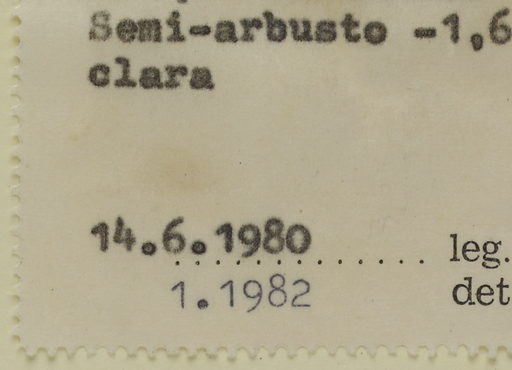 Semi-arbusto -1,6
clara
14.6.1980 leg.
1.1982 det